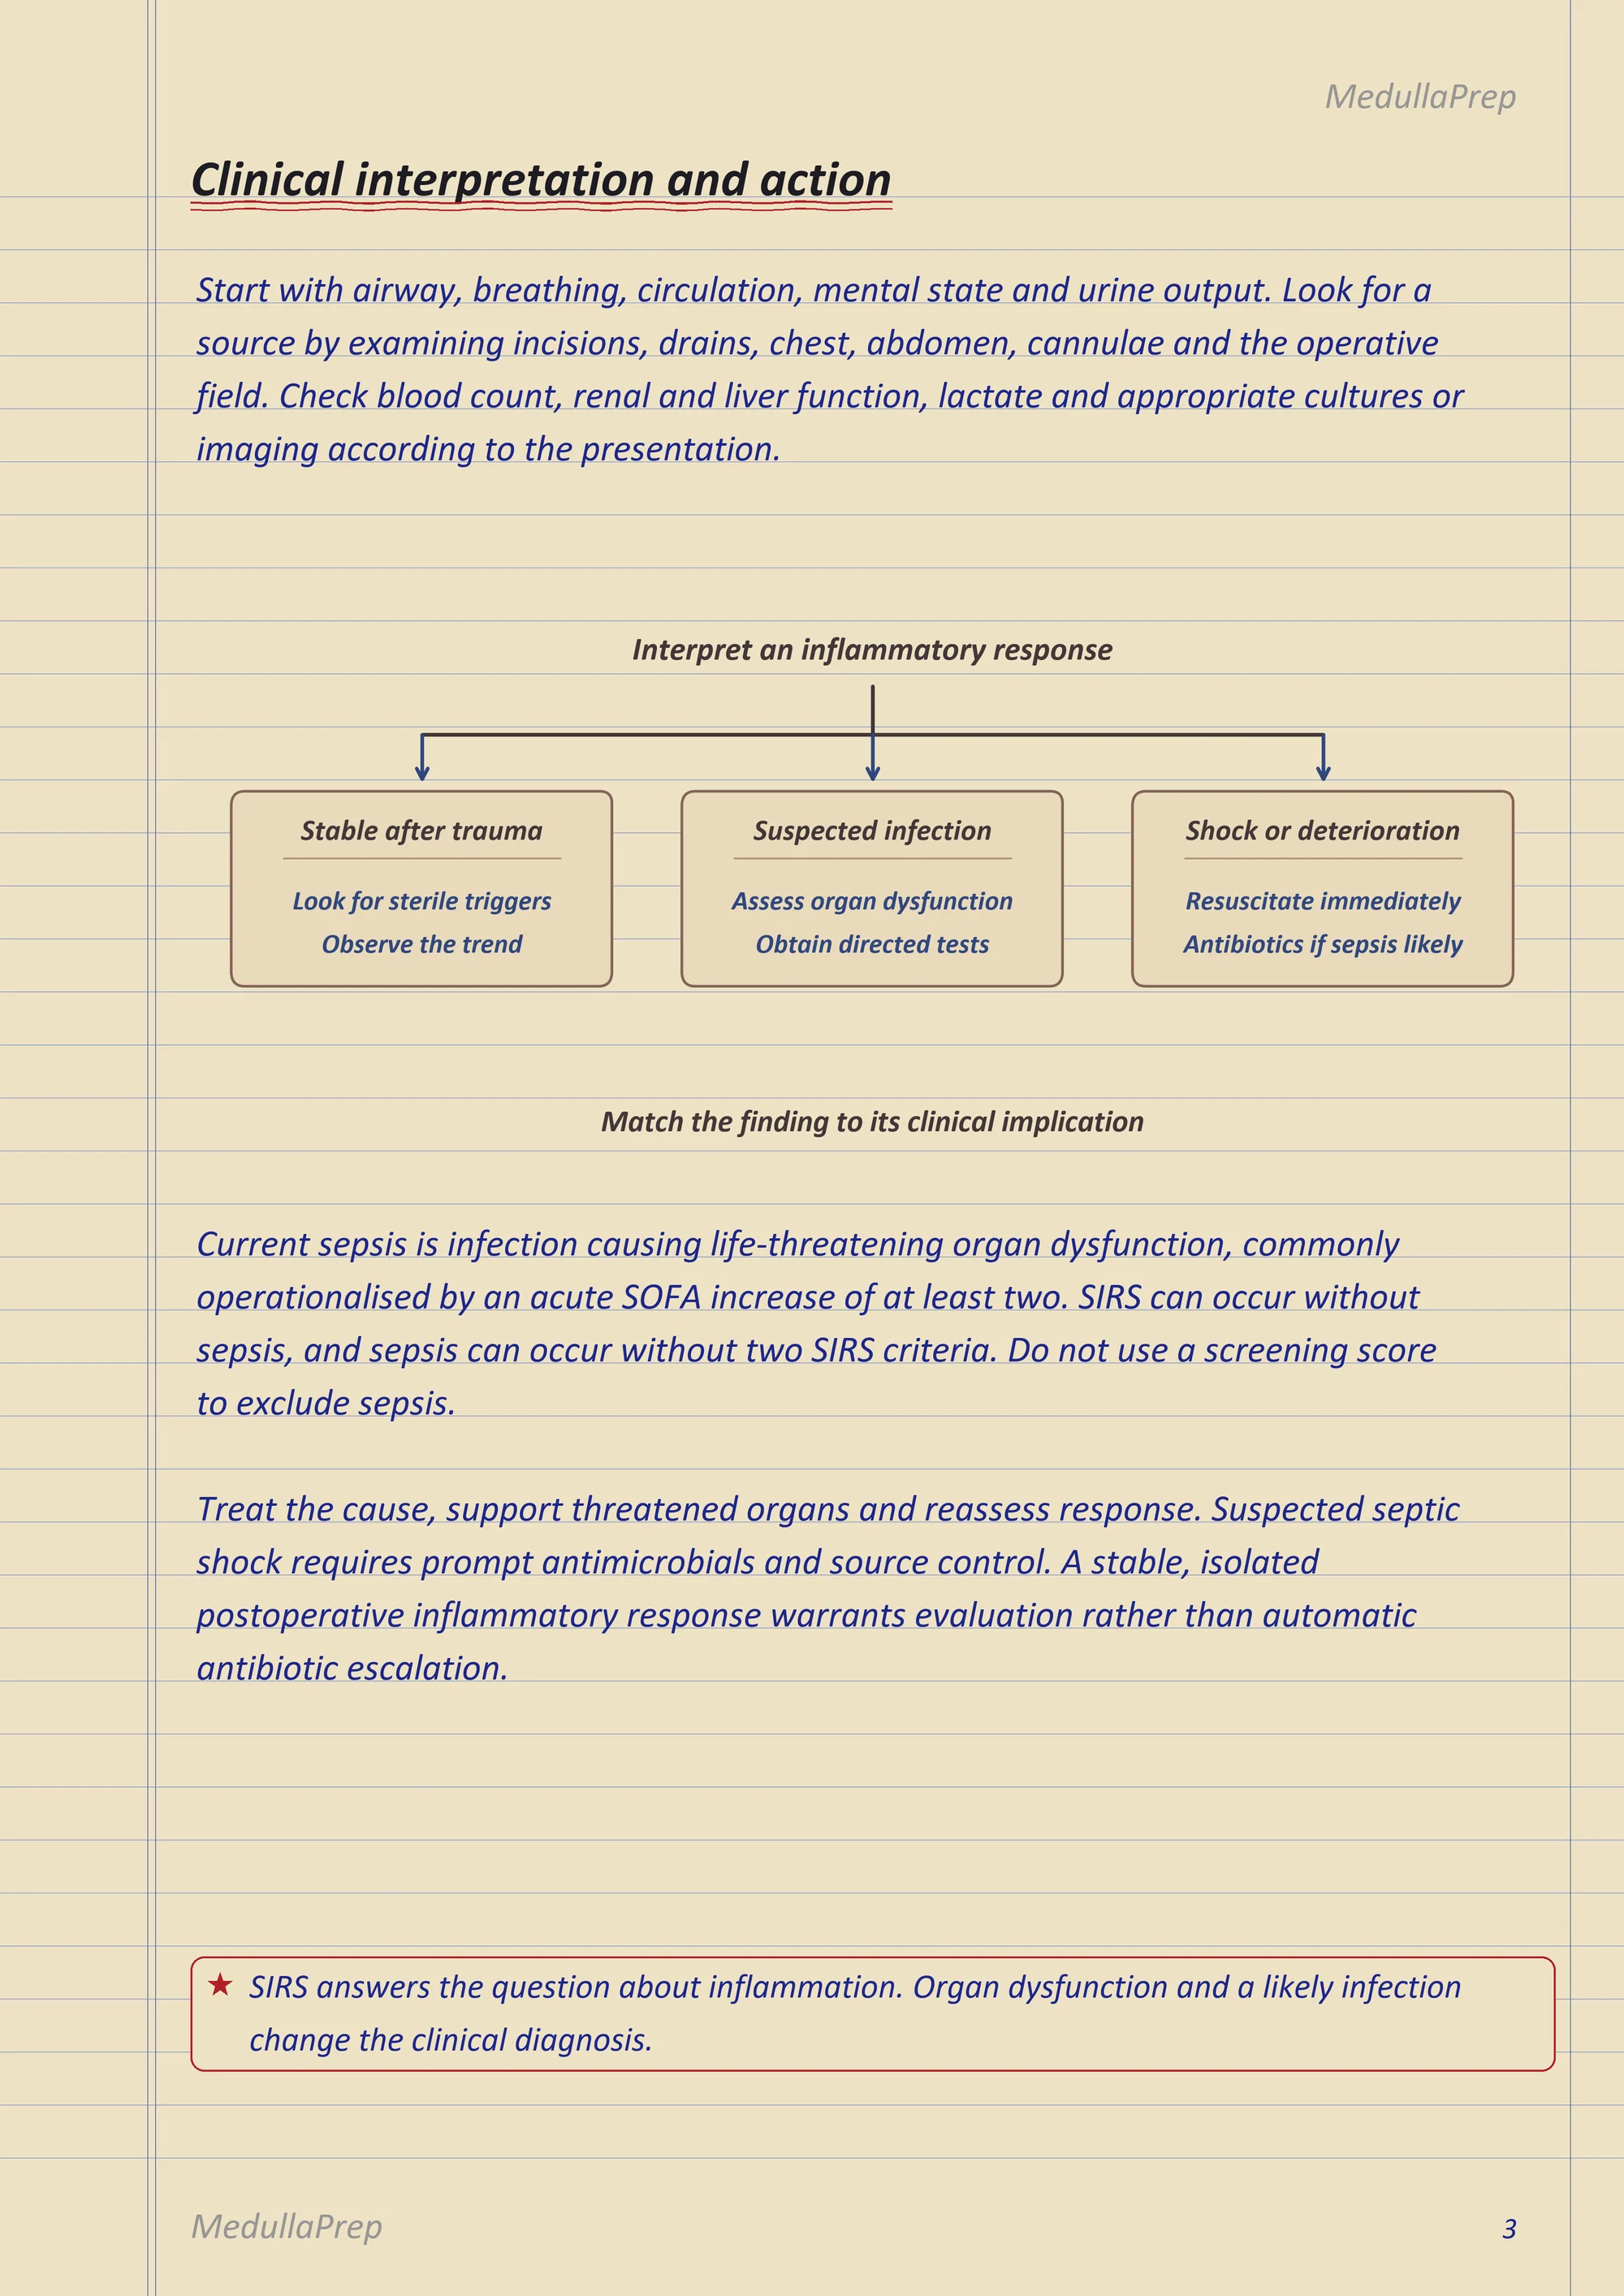 MedullaPrep
Clinical interpretation and action
Start with airway, breathing, circulation, mental state and urine output. Look for a
source by examining incisions, drains, chest, abdomen, cannulae and the operative
field. Check blood count, renal and liver function, lactate and appropriate cultures or
imaging according to the presentation.
Interpret an inflammatory response
Stable after trauma
Look for sterile triggers
Observe the trend
Suspected infection
Assess organ dysfunction
Obtain directed tests
Shock or deterioration
Resuscitate immediately
Antibiotics if sepsis likely
Match the finding to its clinical implication
Current sepsis is infection causing life-threatening organ dysfunction, commonly
operationalised by an acute SOFA increase of at least two. SIRS can occur without
sepsis, and sepsis can occur without two SIRS criteria. Do not use a screening score
to exclude sepsis.
Treat the cause, support threatened organs and reassess response. Suspected septic
shock requires prompt antimicrobials and source control. A stable, isolated
postoperative inflammatory response warrants evaluation rather than automatic
antibiotic escalation.
★ SIRS answers the question about inflammation. Organ dysfunction and a likely infection
change the clinical diagnosis.
MedullaPrep
3